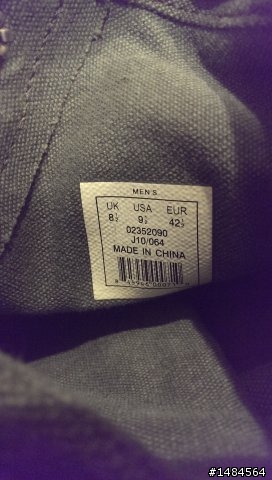 MEN'S
UK USA EUR
8½ 9½ 42½
02352090
J10/064
MADE IN CHINA
#1484564